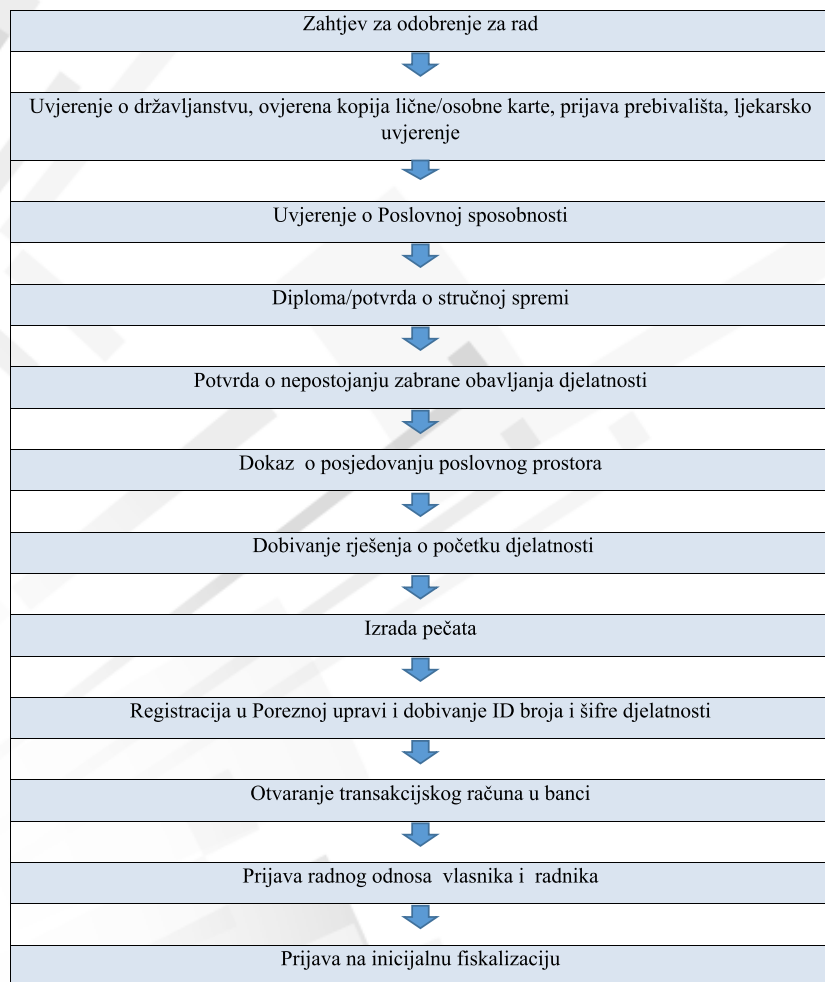 Zahtjev za odobrenje za rad
Uvjerenje o državljanstvu, ovjerena kopija lične/osobne karte, prijava prebivališta, ljekarsko
uvjerenje
Uvjerenje o Poslovnoj sposobnosti
Diploma/potvrda o stručnoj spremi
Potvrda o nepostojanju zabrane obavljanja djelatnosti
Dokaz o posjedovanju poslovnog prostora
Dobivanje rješenja o početku djelatnosti
Izrada pečata
Registracija u Poreznoj upravi i dobivanje ID broja i šifre djelatnosti
Otvaranje transakcijskog računa u banci
Prijava radnog odnosa vlasnika i radnika
Prijava na inicijalnu fiskalizaciju